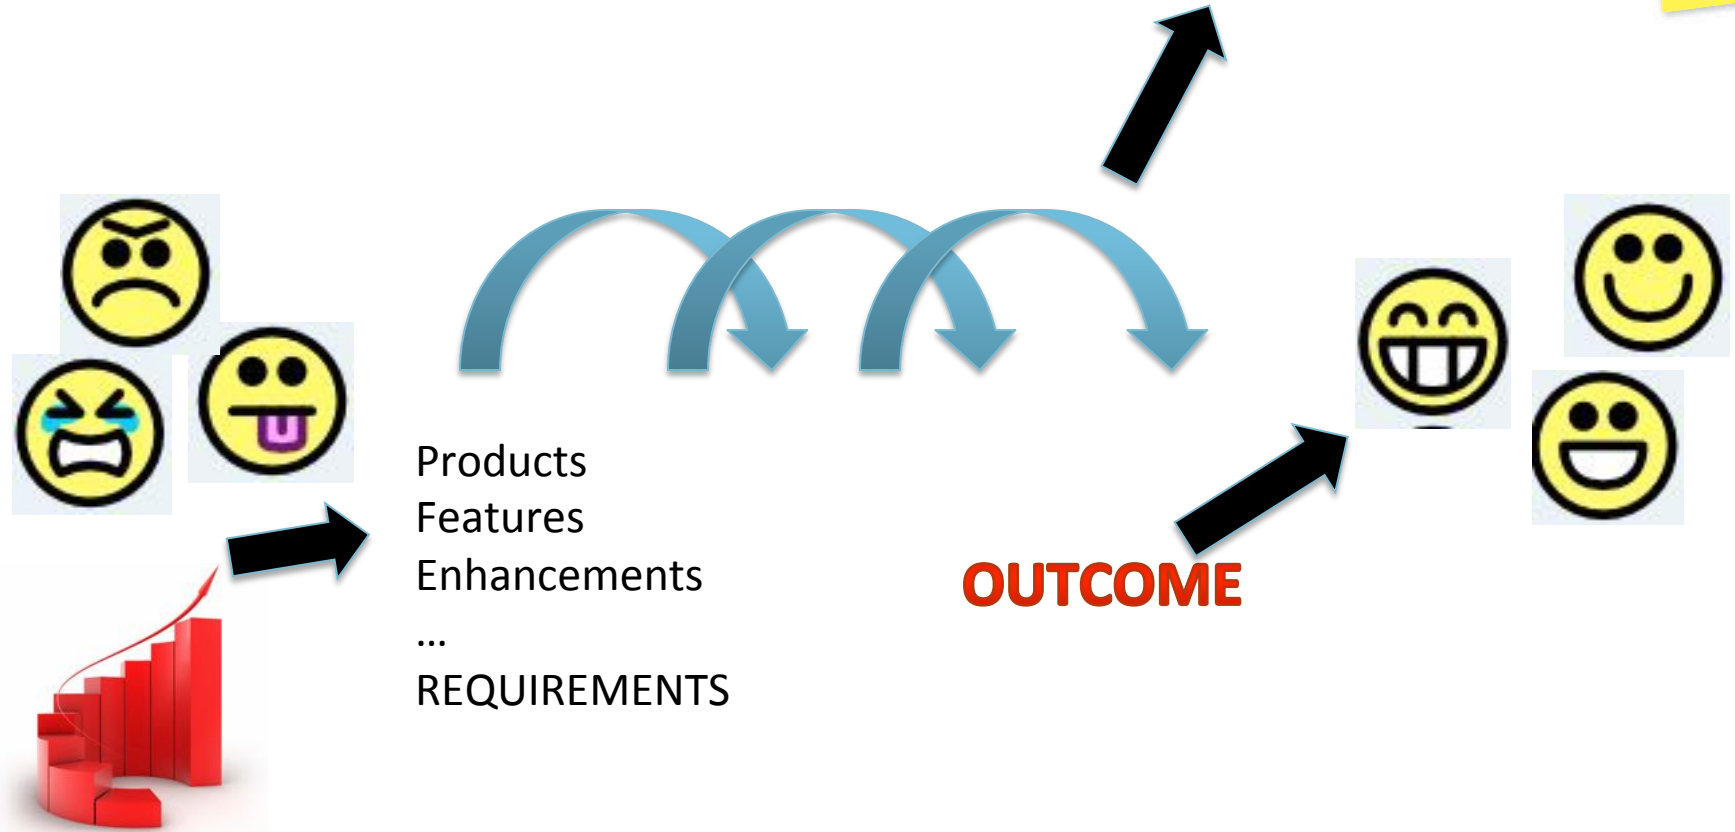 Products
Features
Enhancements
...
REQUIREMENTS
OUTCOME